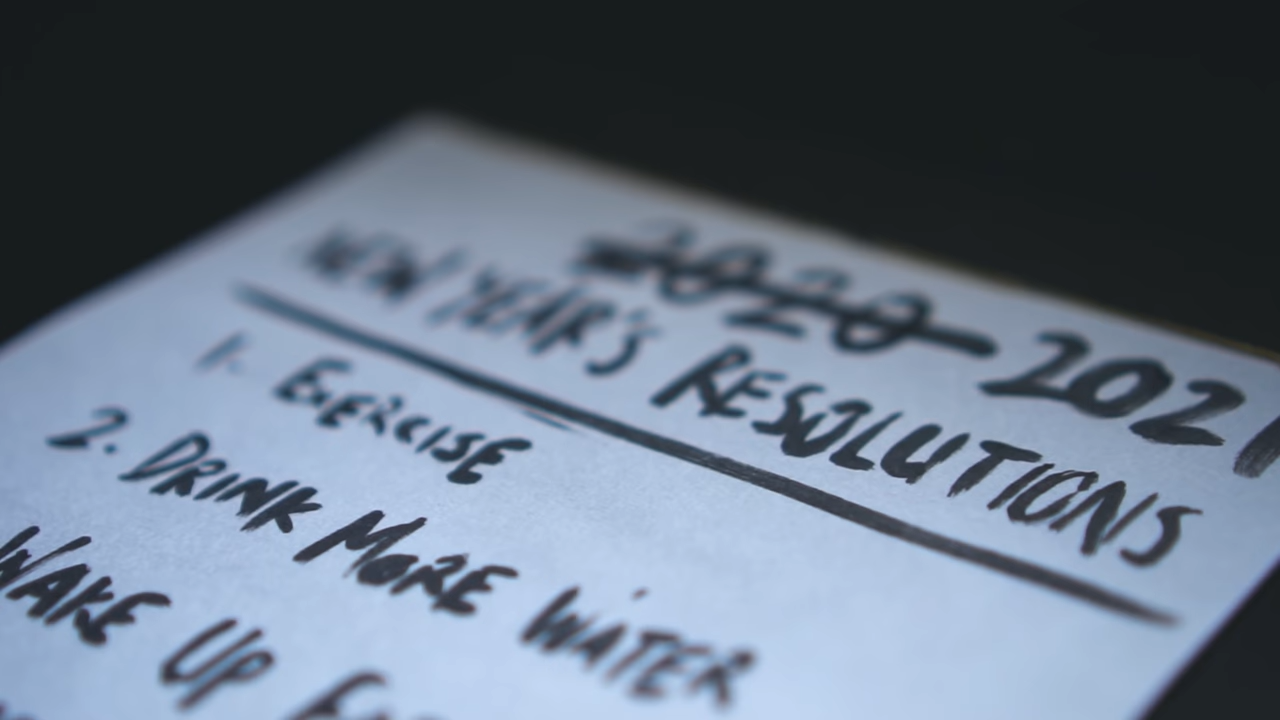 2020 2021
NEW YEAR'S RESOLUTIONS
1. EXERCISE
2. DRINK MORE WATER
WAKE UP